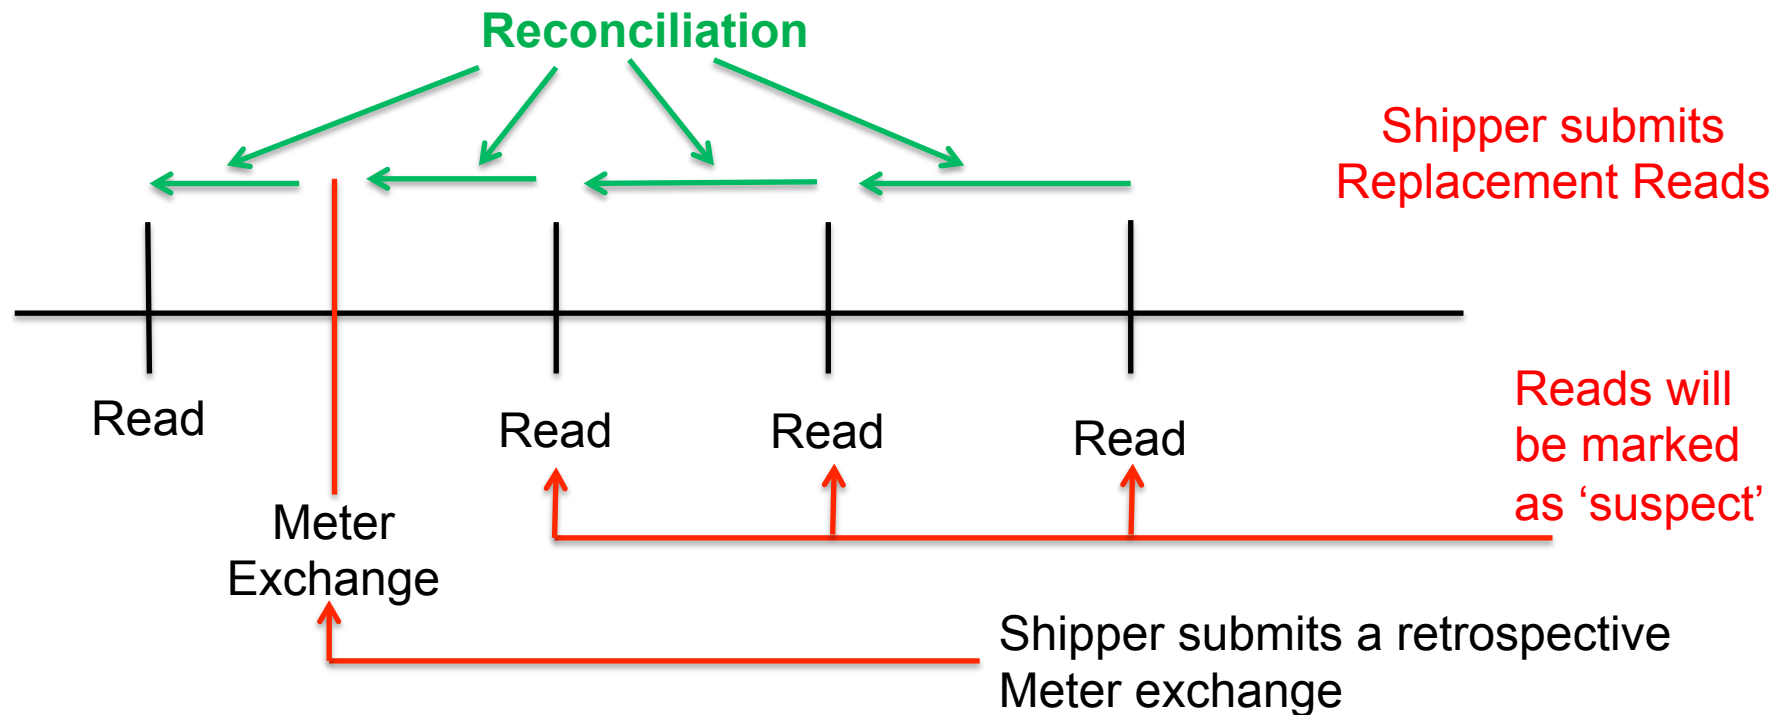 Reconciliation
Shipper submits
Replacement Reads
Read
Read
Read
Read
Reads will
be marked
as ‘suspect’
Meter
Exchange
Shipper submits a retrospective
Meter exchange